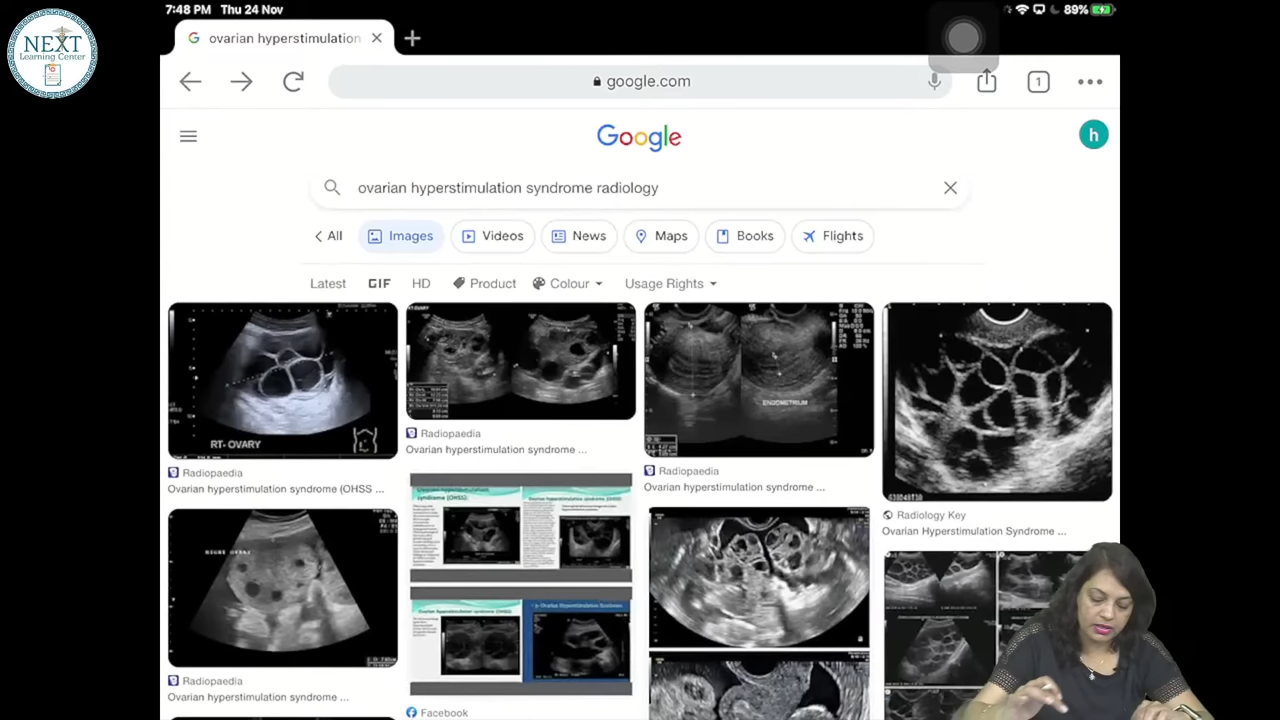 7:48 PM Thu 24 Nov
89%
NEXT
Learning Center
ovarian hyperstimulation
google.com
1
Google
h
ovarian hyperstimulation syndrome radiology
All
Images
Videos
News
Maps
Books
Flights
Latest
GIF
HD
Product
Colour
Usage Rights
RT-OVARY
Radiopaedia
Ovarian hyperstimulation syndrome (OHSS ...
Radiopaedia
Ovarian hyperstimulation syndrome ...
ENDOMETRIUM
Radiopaedia
Ovarian hyperstimulation syndrome ...
Radiology Key
Ovarian Hyperstimulation Syndrome ...
Radiopaedia
Ovarian hyperstimulation syndrome ...
Facebook